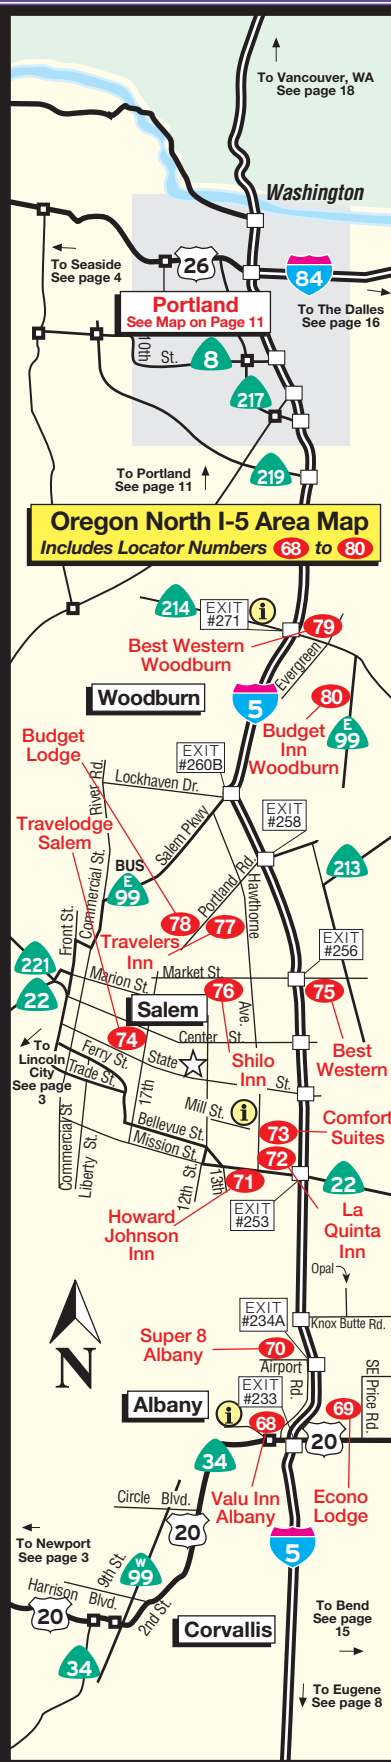 To Vancouver, WA
See page 18
Washington
To Seaside
See page 4
26
84
Portland
See Map on Page 11
To The Dalles
See page 16
10th
St.
8
217
To Portland
See page 11
219
Oregon North I-5 Area Map
Includes Locator Numbers 68 to 80
214
EXIT
#271
i
79
Best Western
Woodburn
Evergreen
Woodburn
5
80
Budget
Inn
Woodburn
E
99
Budget
Lodge
EXIT
#260B
River Rd.
Lockhaven Dr.
Travelodge
Salem
Commercial St.
Salem Pkwy
EXIT
#258
BUS
E
99
Portland Rd.
Hawthorne
Ave.
213
Front St.
78
77
Travelers
Inn
EXIT
#256
221
22
Marion St.
Market St.
76
75
Salem
74
Center St.
To
Lincoln
City
See page
3
Ferry St.
State
St.
Shilo
Inn
Best
Western
Trade St.
17th
Mill St.
i
73
Comfort
Suites
Commercial St
Liberty St.
Bellevue St.
Mission St.
12th St.
13th
72
71
22
Howard
Johnson
Inn
EXIT
#253
La
Quinta
Inn
Opal
N
EXIT
#234A
Knox Butte Rd.
Super 8
Albany
70
Airport
Rd.
EXIT
#233
SE Price Rd.
Albany
i
68
69
20
34
Valu Inn
Albany
Econo
Lodge
Circle Blvd.
20
To Newport
See page 3
9th St.
W
99
5
Harrison
Blvd.
2nd St.
20
Corvallis
To Bend
See page
15
34
To Eugene
See page 8